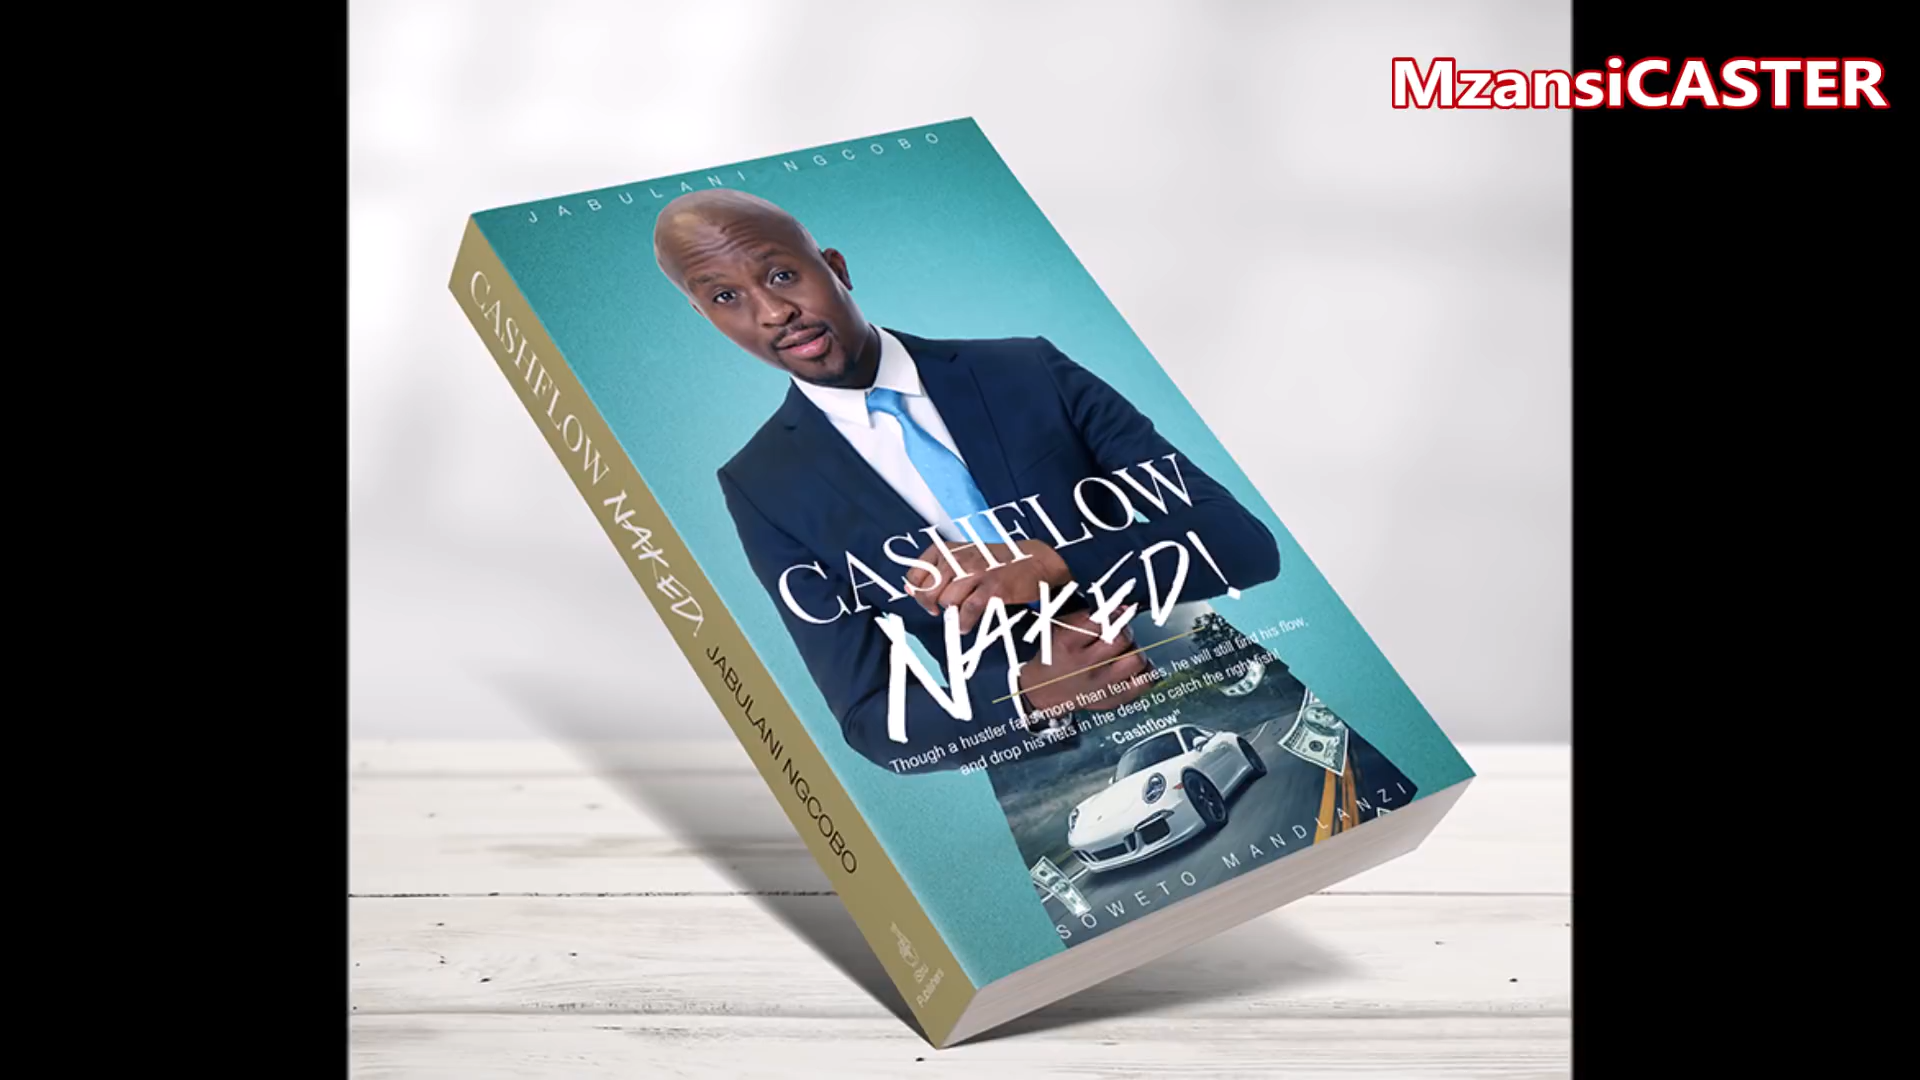 MzansiCASTER
JABULANI NGCOBO
CASHFLOW
NAKED!
Though a hustler falls more than ten times, he will still find his flow,
and drop his nets in the deep to catch the right fish!
"Cashflow"
SOWETO MANDLANZI
CASHFLOW NAKED! JABULANI NGCOBO
Publishers